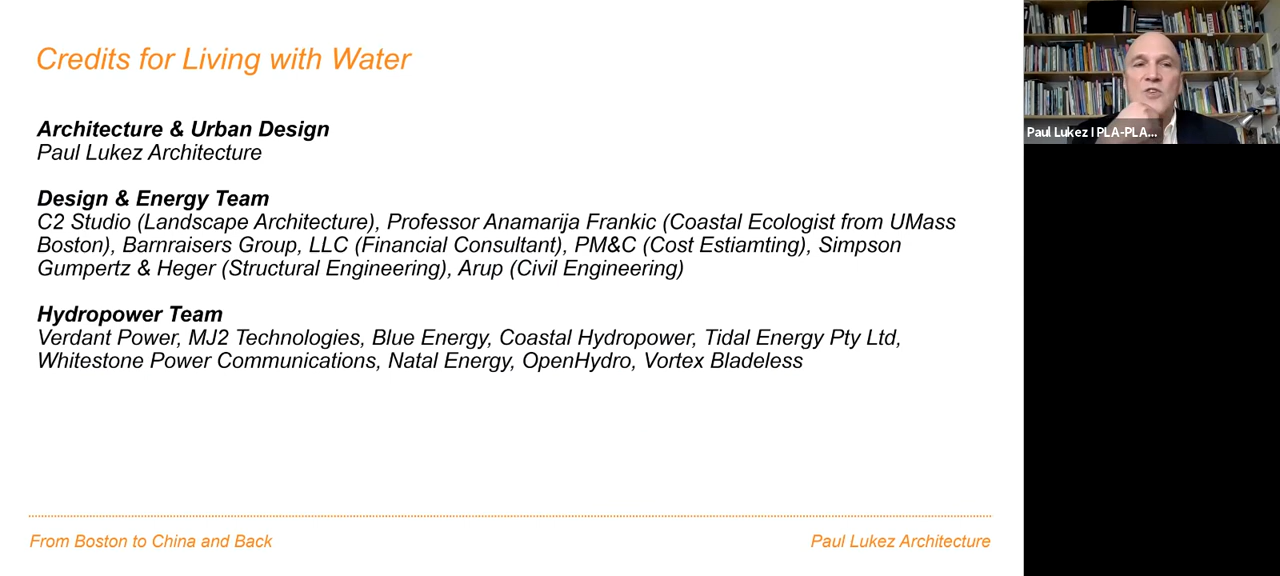 Credits for Living with Water
Architecture & Urban Design
Paul Lukez Architecture
Design & Energy Team
C2 Studio (Landscape Architecture), Professor Anamarija Frankic (Coastal Ecologist from UMass
Boston), Barnraisers Group, LLC (Financial Consultant), PM&C (Cost Estiamting), Simpson
Gumpertz & Heger (Structural Engineering), Arup (Civil Engineering)
Hydropower Team
Verdant Power, MJ2 Technologies, Blue Energy, Coastal Hydropower, Tidal Energy Pty Ltd,
Whitestone Power Communications, Natal Energy, OpenHydro, Vortex Bladeless
From Boston to China and Back
Paul Lukez Architecture
Paul Lukez I PLA-PLA...